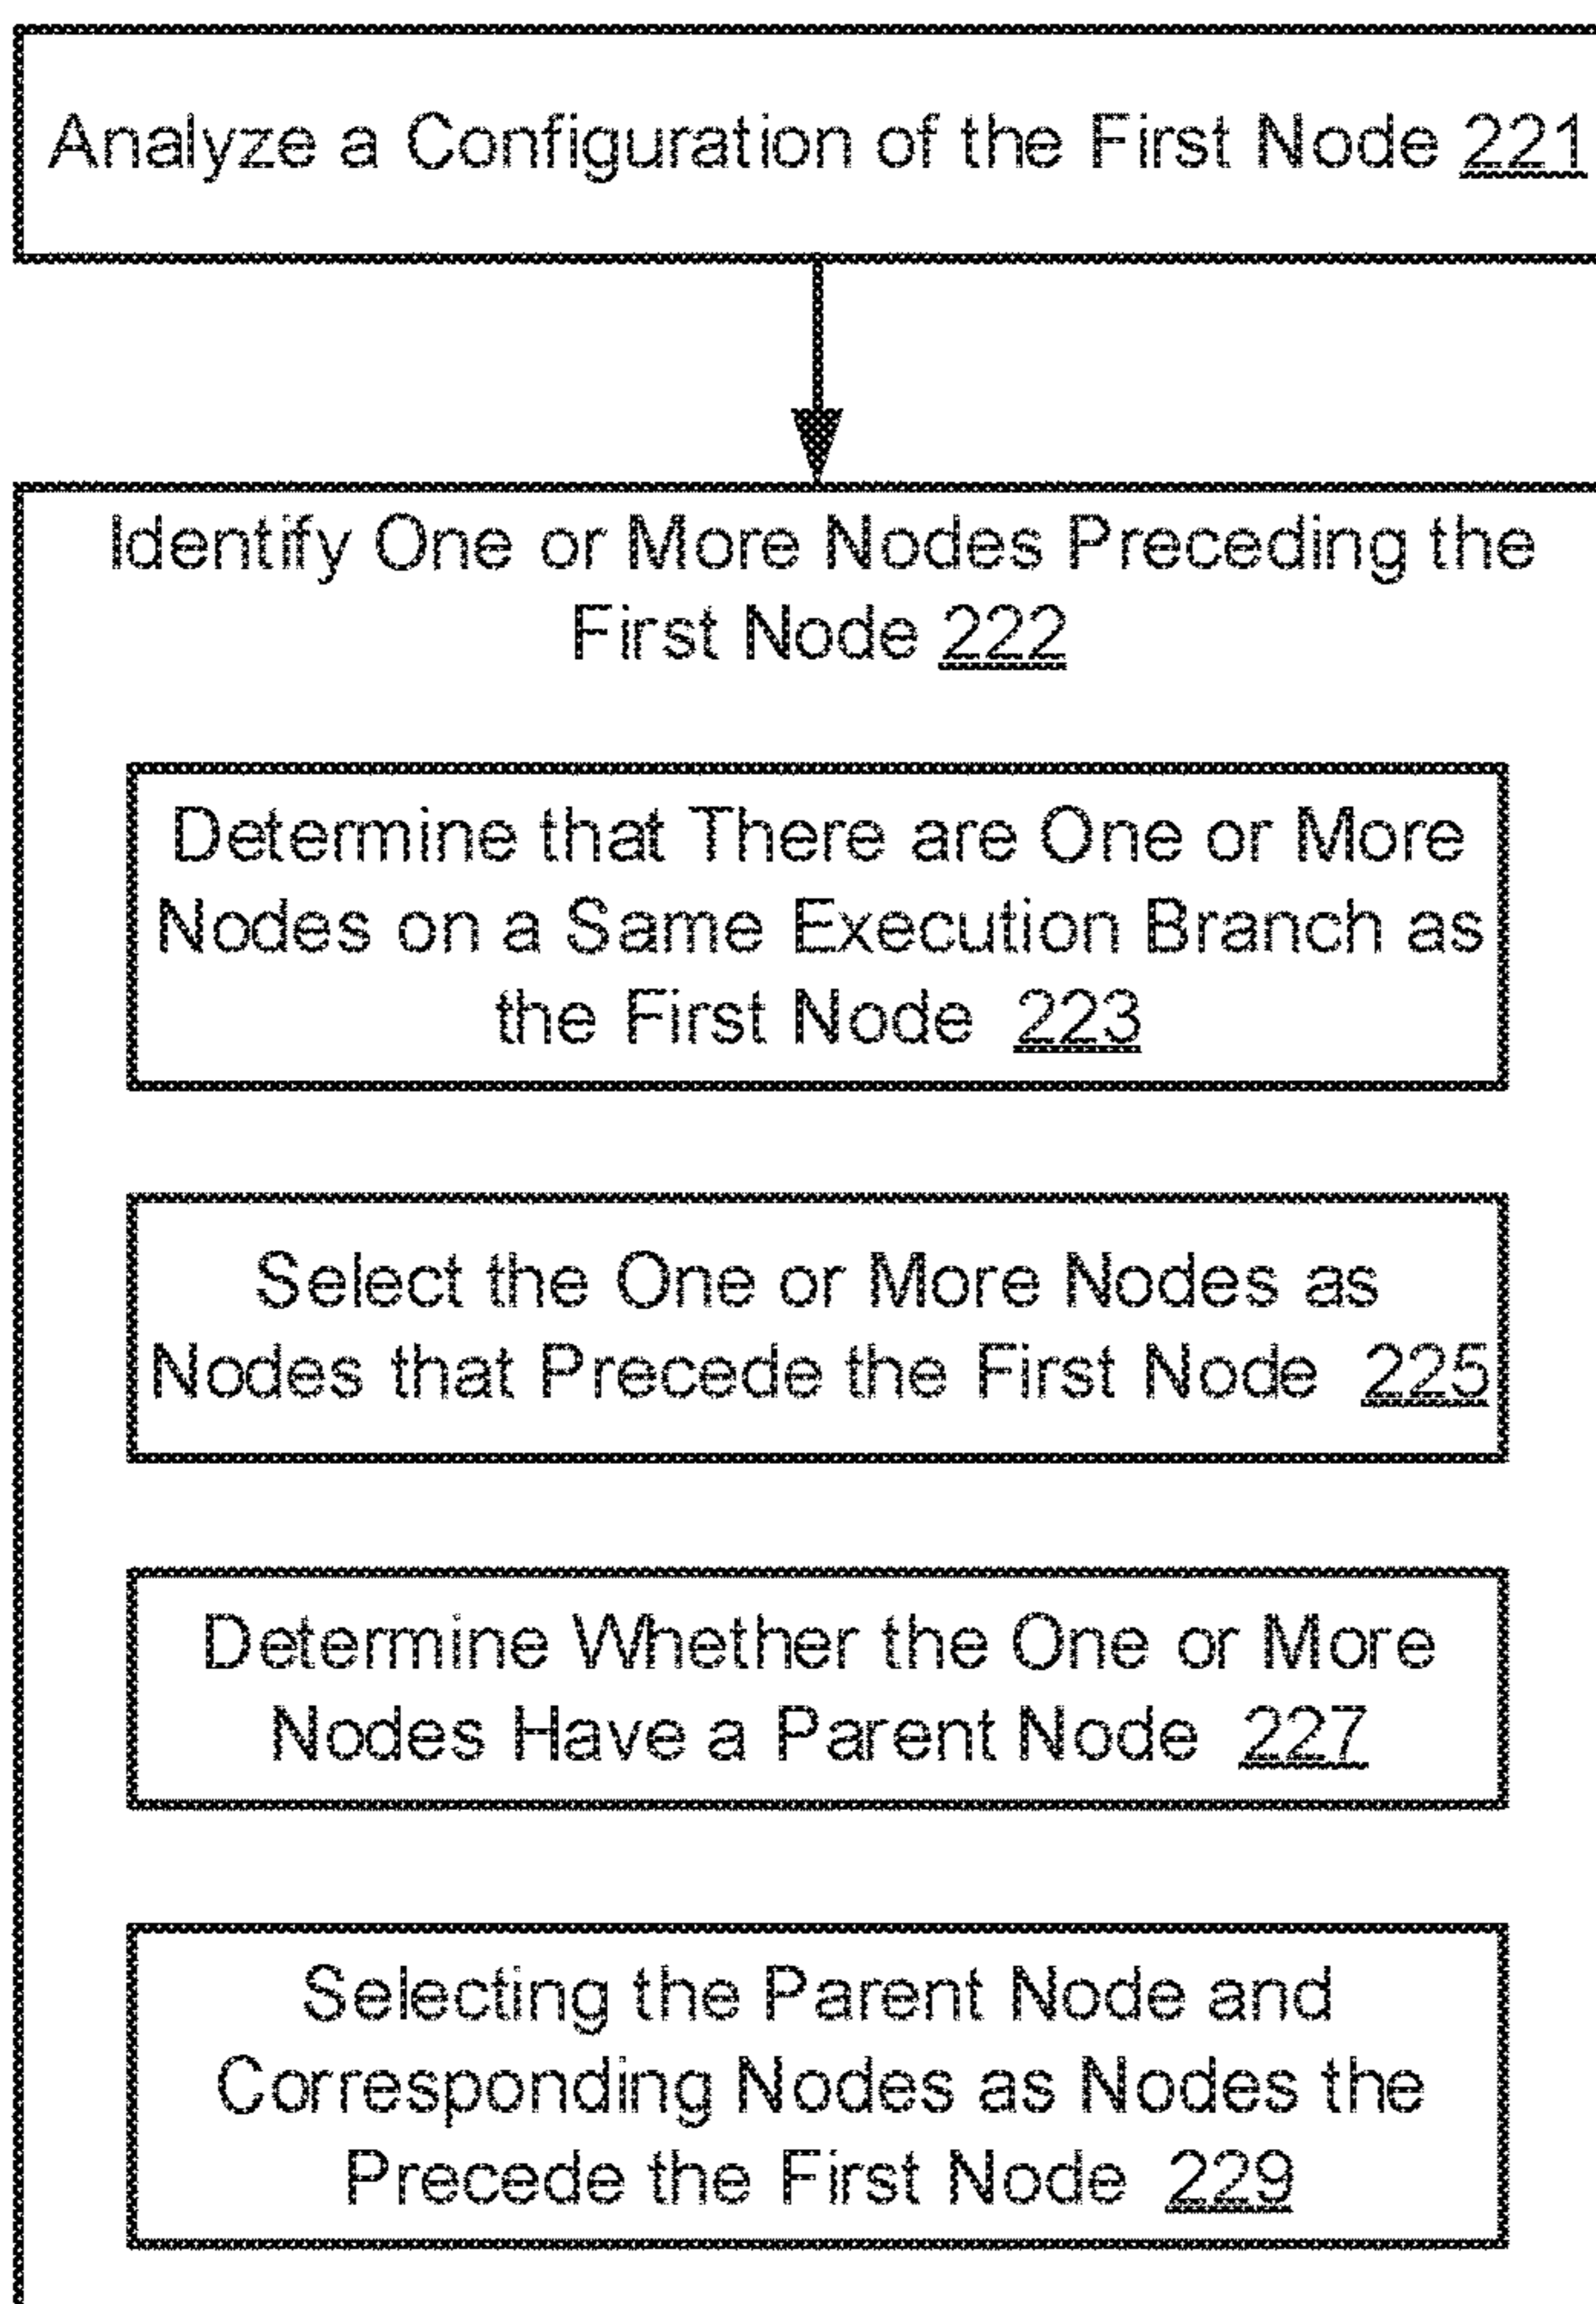 Analyze a Configuration of the First Node 221
Identify One or More Nodes Preceding the
First Node 222
Determine that There are One or More
Nodes on a Same Execution Branch as
the First Node 223
Select the One or More Nodes as
Nodes that Precede the First Node 225
Determine Whether the One or More
Nodes Have a Parent Node 227
Selecting the Parent Node and
Corresponding Nodes as Nodes the
Precede the First Node 229